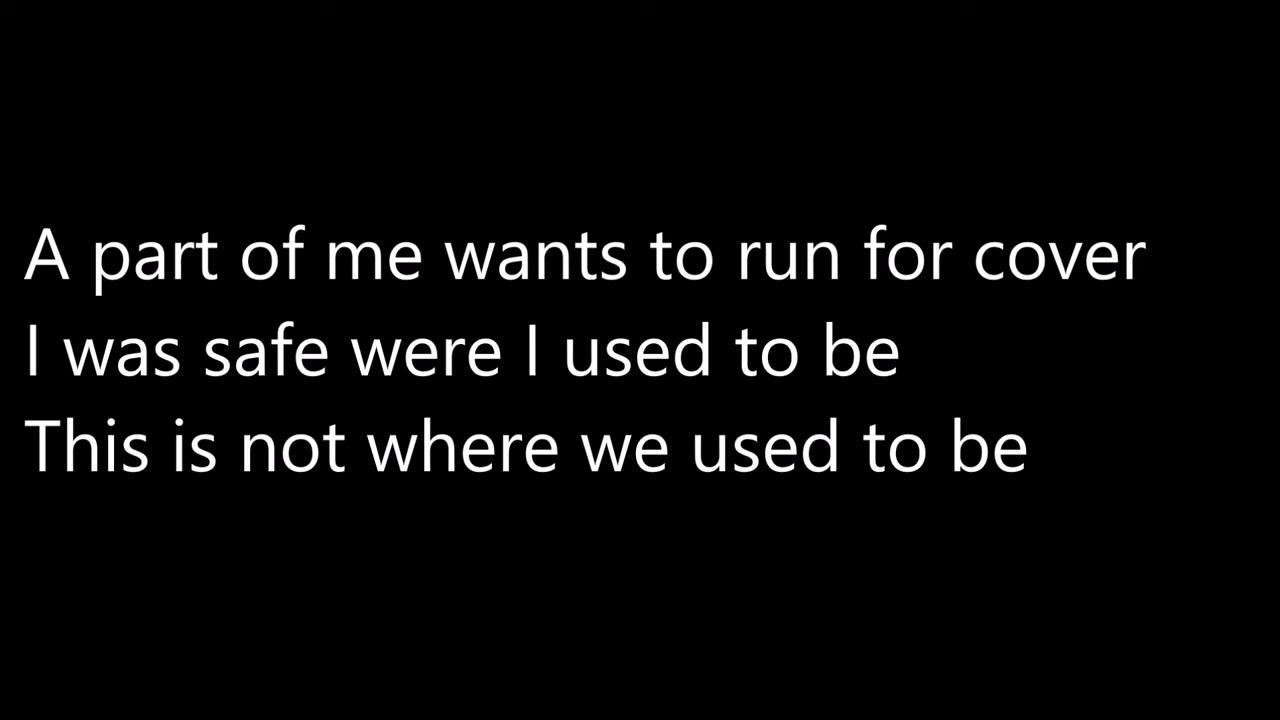 A part of me wants to run for cover
I was safe were I used to be
This is not where we used to be